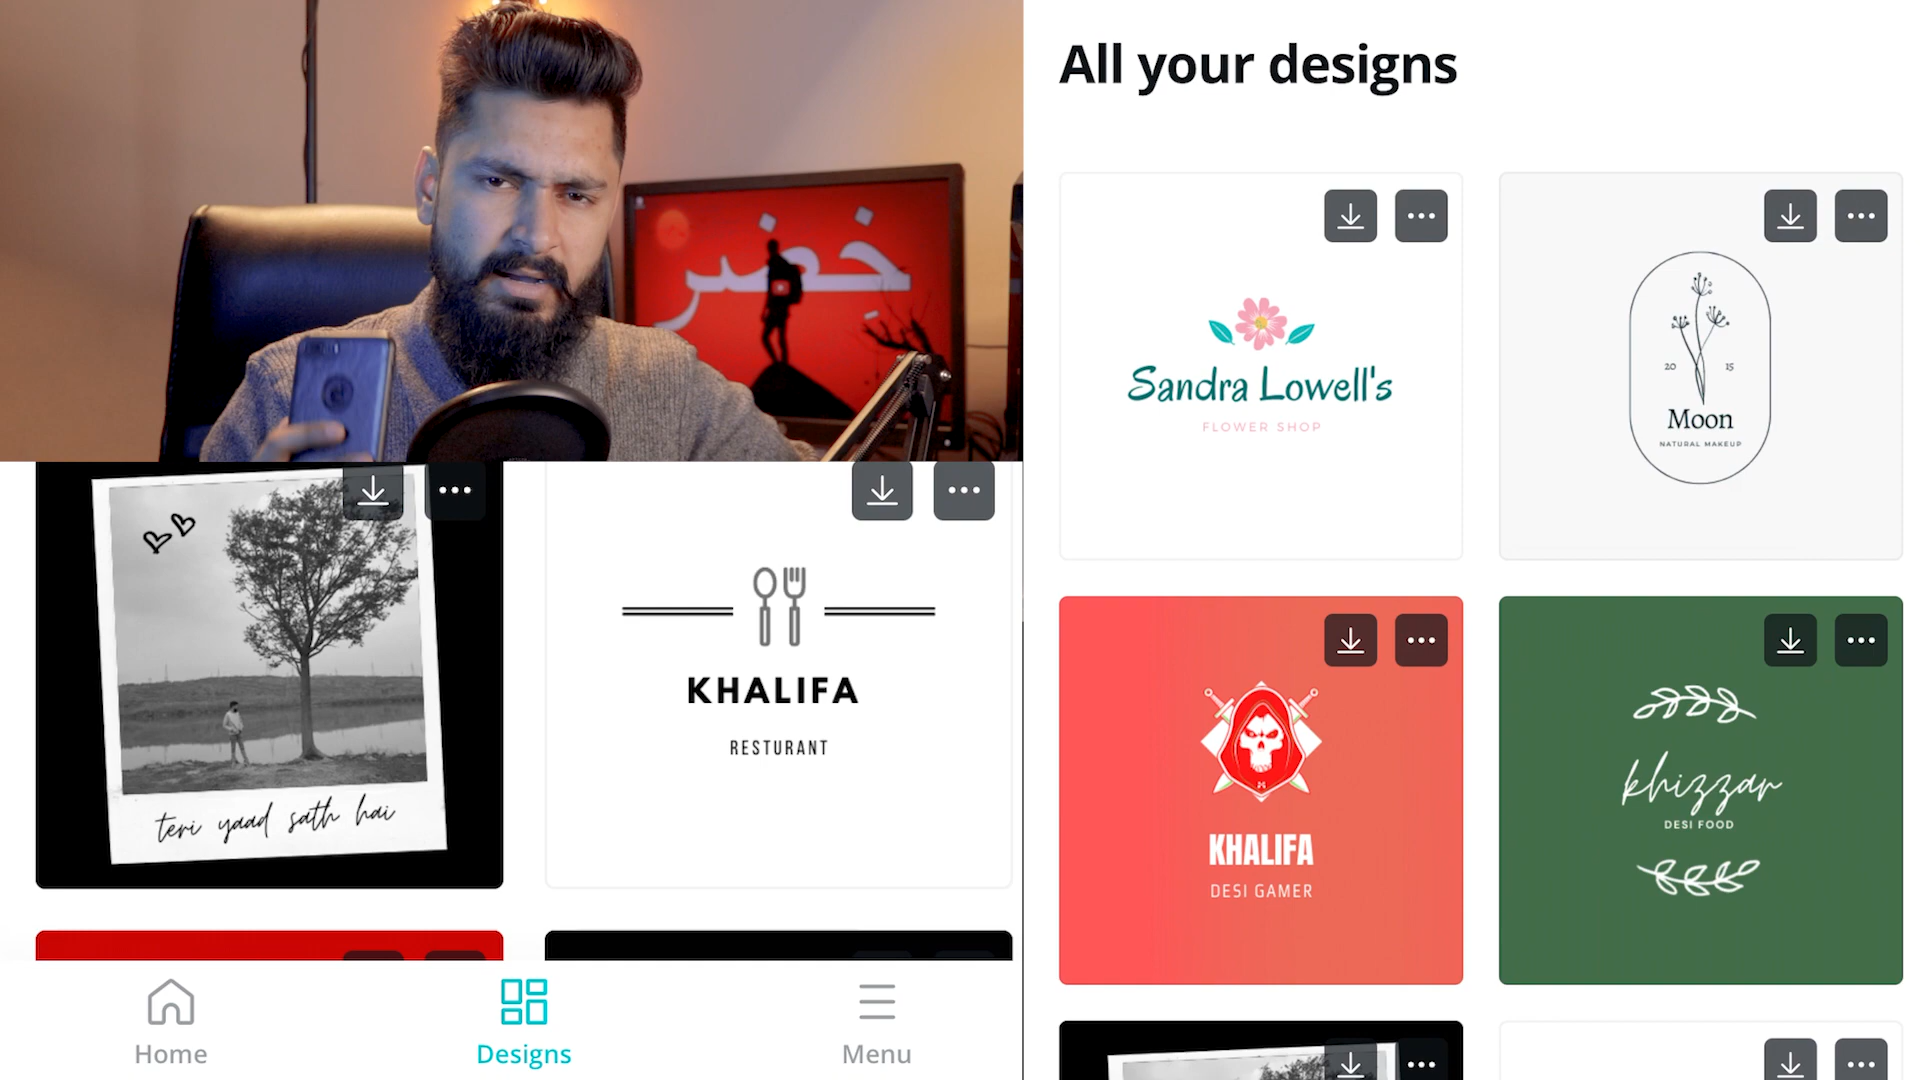 خضر
teri yaad sath hai
KHALIFA
RESTURANT
Home
Designs
Menu
All your designs
Sandra Lowell's
FLOWER SHOP
20 15
Moon
NATURAL MAKEUP
KHALIFA
DESI GAMER
khizzar
DESI FOOD